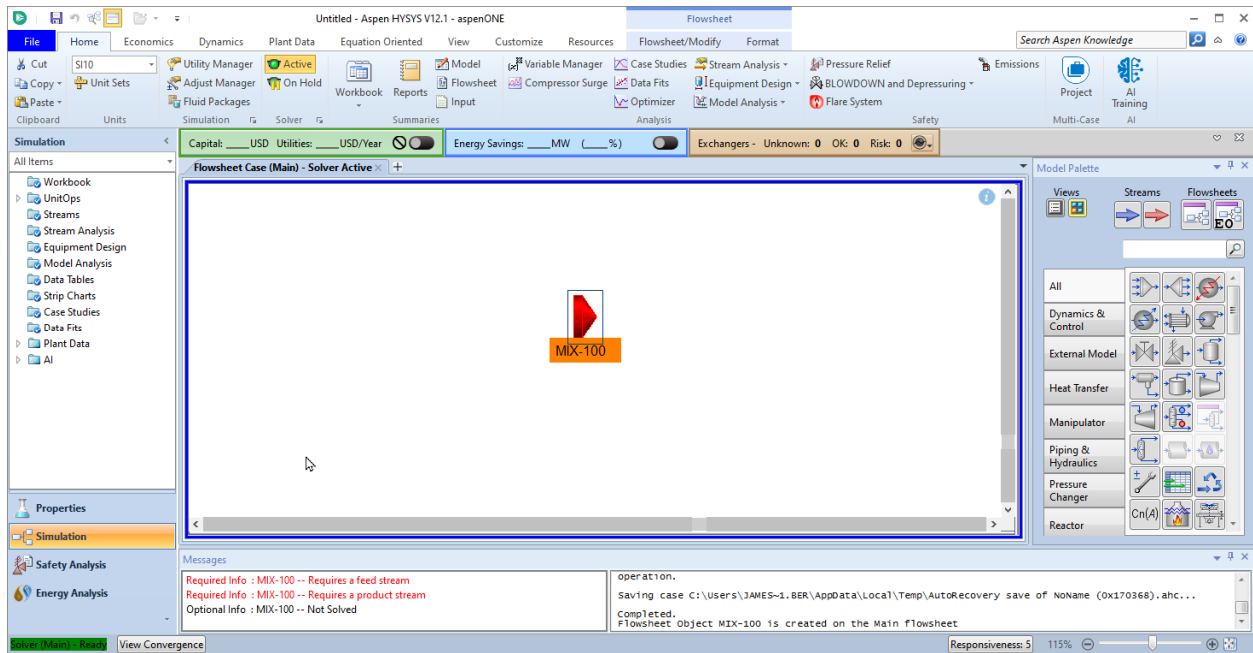 Untitled - Aspen HYSYS V12.1 - aspenONE
Flowsheet
File Home Economics Dynamics Plant Data Equation Oriented View Customize Resources Flowsheet/Modify Format Search Aspen Knowledge
Cut SI10 Utility Manager Active Model Variable Manager Case Studies Stream Analysis Pressure Relief Emissions
Copy Unit Sets Adjust Manager On Hold Workbook Reports Flowsheet Compressor Surge Data Fits Equipment Design BLOWDOWN and Depressuring Project AI Training
Paste Fluid Packages Input Optimizer Model Analysis Flare System
Clipboard Units Simulation Solver Summaries Analysis Safety Multi-Case AI
Simulation
Capital: ____USD Utilities: ____USD/Year Energy Savings: ____MW (____%) Exchangers - Unknown: 0 OK: 0 Risk: 0
All Items
Workbook
UnitOps
Streams
Stream Analysis
Equipment Design
Model Analysis
Data Tables
Strip Charts
Case Studies
Data Fits
Plant Data
AI
Properties
Simulation
Safety Analysis
Energy Analysis
Flowsheet Case (Main) - Solver Active
MIX-100
Model Palette
Views Streams Flowsheets
EO
All
Dynamics &
Control
External Model
Heat Transfer
Manipulator
Piping &
Hydraulics
Pressure
Changer
Reactor
Cn(A)
Messages
Required Info : MIX-100 -- Requires a feed stream
Required Info : MIX-100 -- Requires a product stream
Optional Info : MIX-100 -- Not Solved
operation.
Saving case C:\Users\JAMES~1.BER\AppData\Local\Temp\AutoRecovery save of NoName (0x170368).ahc...
Completed.
Flowsheet Object MIX-100 is created on the Main flowsheet
Solver (Main) - Ready View Convergence Responsiveness: 5 115%